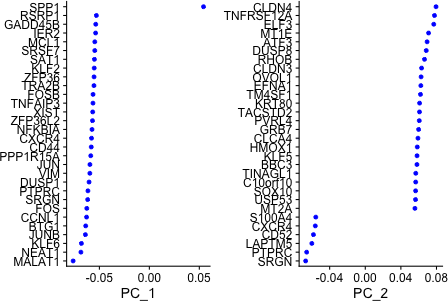 SPP1
RSRP1
GADD45B
IER2
MCL1
SRSF7
SAT1
KLF2
ZFP36
TRA2B
FOSB
TNFAIP3
XIST
ZFP36L2
NFKBIA
CXCR4
CD44
PPP1R15A
JUN
VIM
DUSP1
PTPRC
SRGN
FOS
CCNL1
BTG1
JUNB
KLF6
NEAT1
MALAT1
-0.05
0.00
0.05
PC_1
CLDN4
TNFRSF12A
ELF3
MT1E
ATF3
DUSP8
RHOB
CLDN3
OVOL1
EFNA1
TM4SF1
KRT80
TACSTD2
PVRL4
GRB7
CLCA4
HMOX1
KLF5
BBC3
TINAGL1
C10orf10
SOX10
USP53
MT2A
S100A4
CXCR4
CD52
LAPTM5
PTPRC
SRGN
-0.04
0.00
0.04
0.08
PC_2